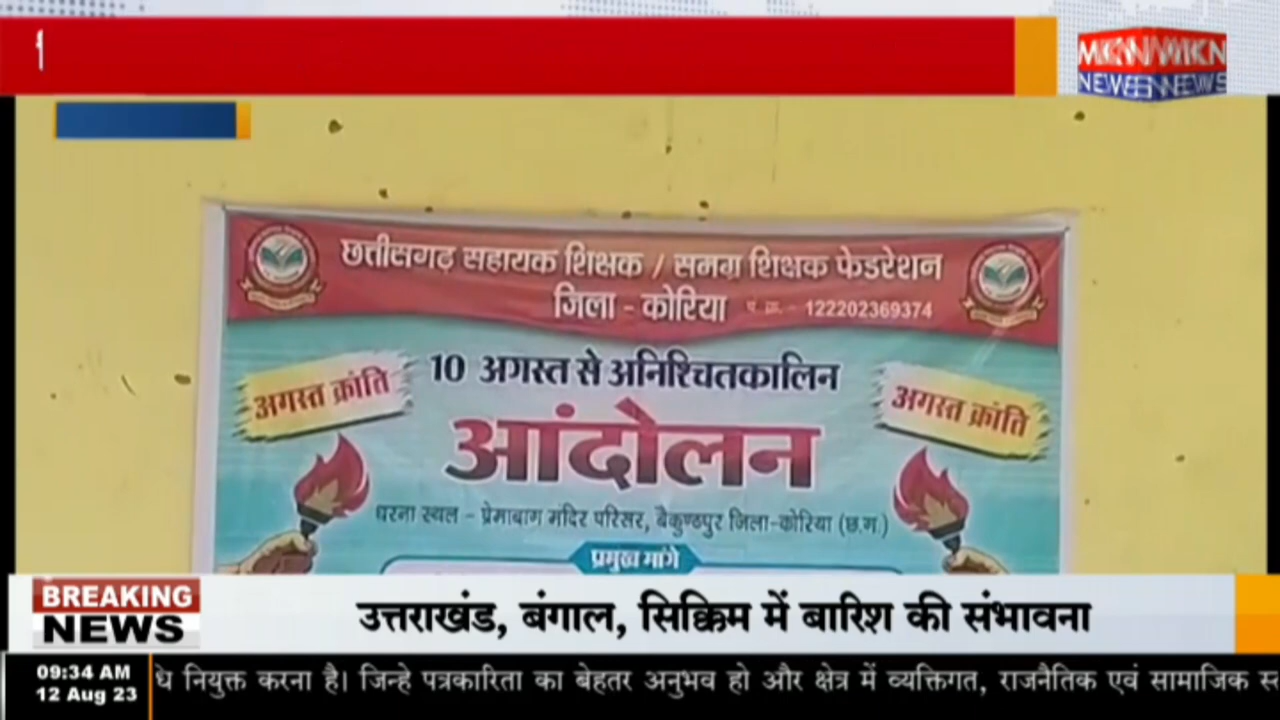 MKN
NEWS
छत्तीसगढ़ सहायक शिक्षक / समग्र शिक्षक फेडरेशन
जिला - कोरिया
122202369374
10 अगस्त से अनिश्चितकालिन
अगस्त क्रांति
अगस्त क्रांति
आंदोलन
धरना स्थल - प्रेमाबाग मंदिर परिसर, बैकुण्ठपुर जिला-कोरिया (छ.ग.)
प्रमुख मांगे
BREAKING
NEWS
उत्तराखंड, बंगाल, सिक्किम में बारिश की संभावना
09:34 AM
12 Aug 23
नियुक्त करना है। जिन्हे पत्रकारिता का बेहतर अनुभव हो और क्षेत्र में व्यक्तिगत, राजनैतिक एवं सामाजिक